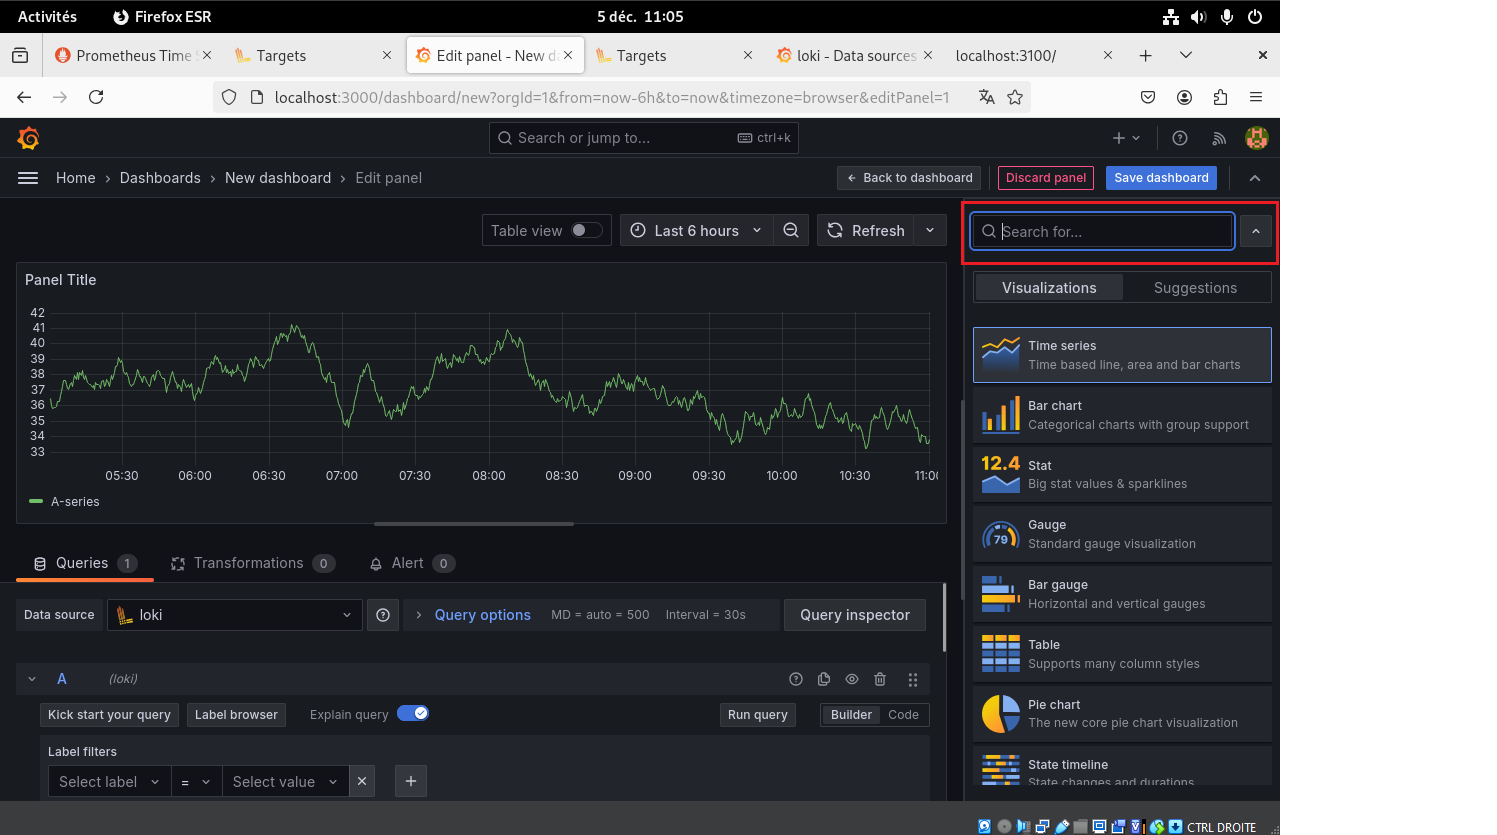 Activités
Firefox ESR
5 déc. 11:05
Prometheus Time S
Targets
Edit panel - New da
Targets
loki - Data sources
localhost:3100/
localhost:3000/dashboard/new?orgId=1&from=now-6h&to=now&timezone=browser&editPanel=1
Search or jump to...
ctrl+k
Home › Dashboards › New dashboard › Edit panel
Back to dashboard
Discard panel
Save dashboard
Table view
Last 6 hours
Refresh
Search for...
Visualizations
Suggestions
Panel Title
42
41
40
39
38
37
36
35
34
33
05:30 06:00 06:30 07:00 07:30 08:00 08:30 09:00 09:30 10:00 10:30 11:00
A-series
Time series
Time based line, area and bar charts
Bar chart
Categorical charts with group support
12.4
Stat
Big stat values & sparklines
79
Gauge
Standard gauge visualization
Bar gauge
Horizontal and vertical gauges
Table
Supports many column styles
Pie chart
The new core pie chart visualization
State timeline
State changes and durations
Queries 1
Transformations 0
Alert 0
Data source
loki
Query options
MD = auto = 500
Interval = 30s
Query inspector
A
(loki)
Kick start your query
Label browser
Explain query
Run query
Builder
Code
Label filters
Select label
=
Select value
CTRL DROITE